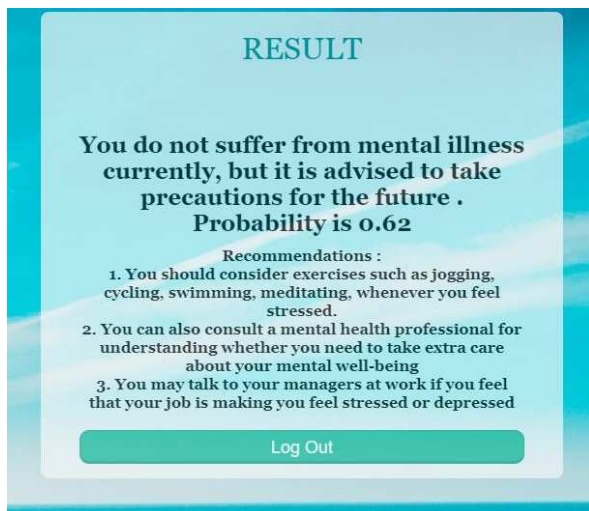 RESULT
You do not suffer from mental illness
currently, but it is advised to take
precautions for the future .
Probability is 0.62
Recommendations :
1. You should consider exercises such as jogging,
cycling, swimming, meditating, whenever you feel
stressed.
2. You can also consult a mental health professional for
understanding whether you need to take extra care
about your mental well-being
3. You may talk to your managers at work if you feel
that your job is making you feel stressed or depressed
Log Out